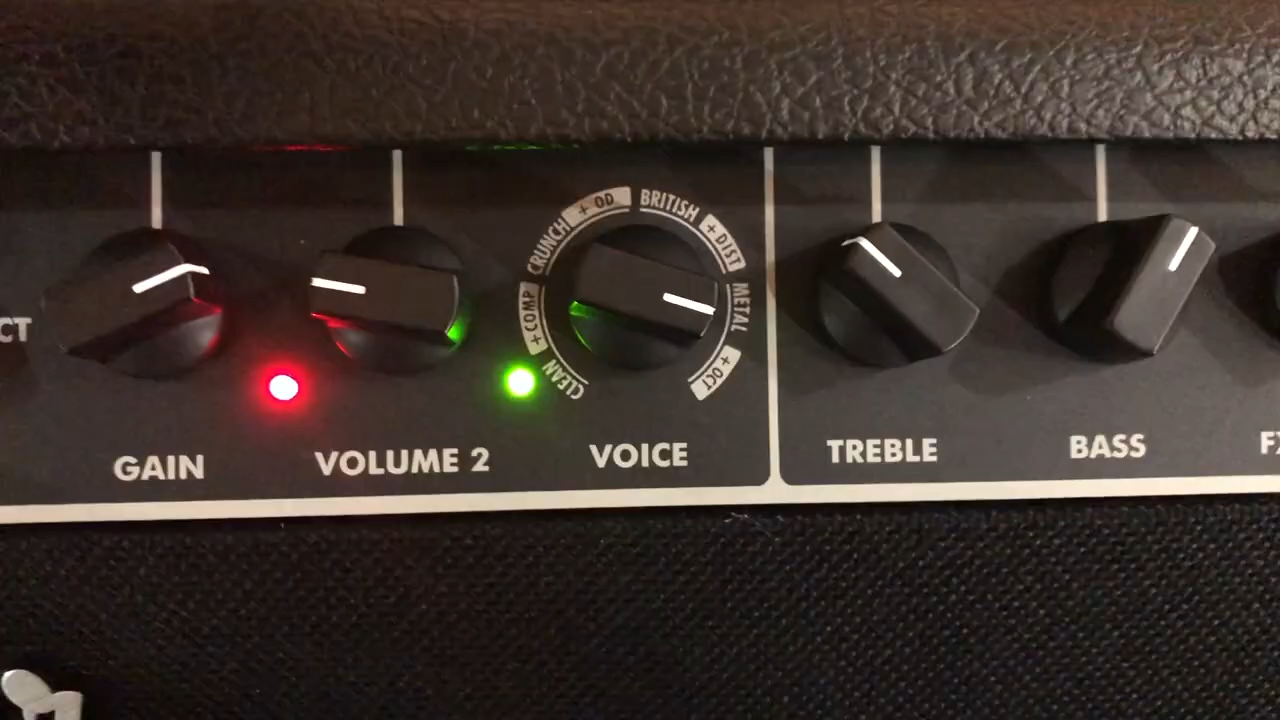 CT
GAIN
VOLUME 2
CLEAN
+ COMP
CRUNCH
+ OD
BRITISH
+ DIST
METAL
+ OCT
VOICE
TREBLE
BASS
F